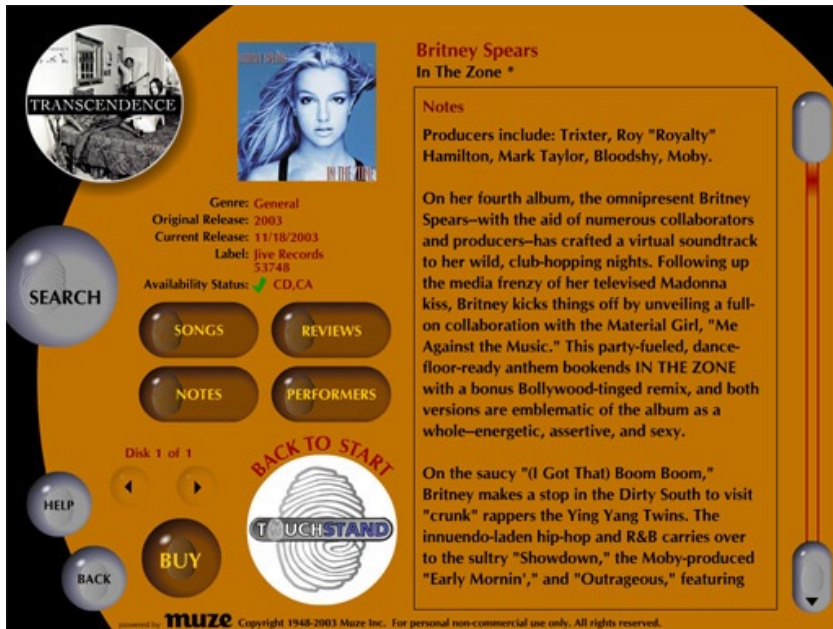 TRANSCENDENCE
BRITNEY SPEARS
IN THE ZONE
Genre: General
Original Release: 2003
Current Release: 11/18/2003
Label: Jive Records
53748
Availability Status: CD,CA
SEARCH
SONGS
REVIEWS
NOTES
PERFORMERS
Disk 1 of 1
BACK TO START
TOUCHSTAND
HELP
BACK
BUY
Britney Spears
In The Zone *
Notes
Producers include: Trixter, Roy "Royalty"
Hamilton, Mark Taylor, Bloodshy, Moby.
On her fourth album, the omnipresent Britney
Spears—with the aid of numerous collaborators
and producers—has crafted a virtual soundtrack
to her wild, club-hopping nights. Following up
the media frenzy of her televised Madonna
kiss, Britney kicks things off by unveiling a full-
on collaboration with the Material Girl, "Me
Against the Music." This party-fueled, dance-
floor-ready anthem bookends IN THE ZONE
with a bonus Bollywood-tinged remix, and both
versions are emblematic of the album as a
whole—energetic, assertive, and sexy.
On the saucy "(I Got That) Boom Boom,"
Britney makes a stop in the Dirty South to visit
"crunk" rappers the Ying Yang Twins. The
innuendo-laden hip-hop and R&B carries over
to the sultry "Showdown," the Moby-produced
"Early Mornin'," and "Outrageous," featuring
powered by muze Copyright 1948-2003 Muze Inc. For personal non-commercial use only. All rights reserved.